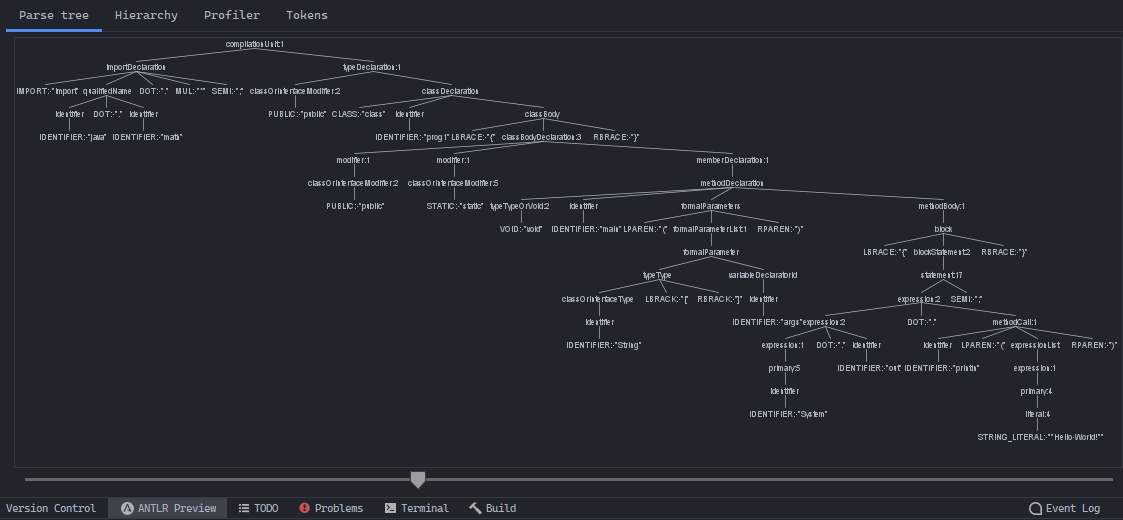 Parse tree Hierarchy Profiler Tokens
compilationUnit:1
importDeclaration typeDeclaration:1
IMPORT:"import" qualifiedName DOT:"." MUL:"*" SEMI:";" classOrInterfaceModifier:2 classDeclaration
identifier DOT:"." identifier PUBLIC:"public" CLASS:"class" identifier classBody
IDENTIFIER:"java" IDENTIFIER:"math" IDENTIFIER:"prog1" LBRACE:"{" classBodyDeclaration:3 RBRACE:"}"
modifier:1 modifier:1 memberDeclaration:1
classOrInterfaceModifier:2 classOrInterfaceModifier:5 methodDeclaration
PUBLIC:"public" STATIC:"static" typeTypeOrVoid:2 identifier formalParameters methodBody:1
VOID:"void" IDENTIFIER:"main" LPAREN:"(" formalParameterList:1 RPAREN:")" block
formalParameter LBRACE:"{" blockStatement:2 RBRACE:"}"
typeType variableDeclaratorId statement:17
classOrInterfaceType LBRACK:"[" RBRACK:"]" identifier expression:2 SEMI:";"
identifier IDENTIFIER:"args" expression:2 DOT:"." methodCall:1
IDENTIFIER:"String" expression:1 DOT:"." identifier identifier LPAREN:"(" expressionList RPAREN:")"
primary:5 IDENTIFIER:"out" IDENTIFIER:"println" expression:1
identifier primary:4
IDENTIFIER:"System" literal:4
STRING_LITERAL:""Hello·World!""
Version Control ANTLR Preview TODO Problems Terminal Build Event Log